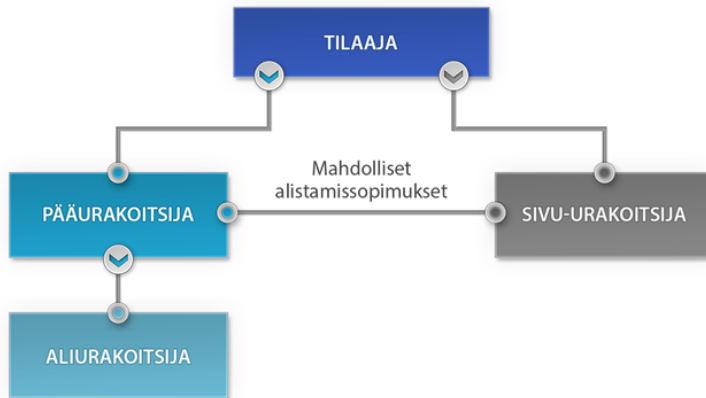 TILAAJA
Mahdolliset
alistamissopimukset
PÄÄURAKOITSIJA
SIVU-URAKOITSIJA
ALIURAKOITSIJA